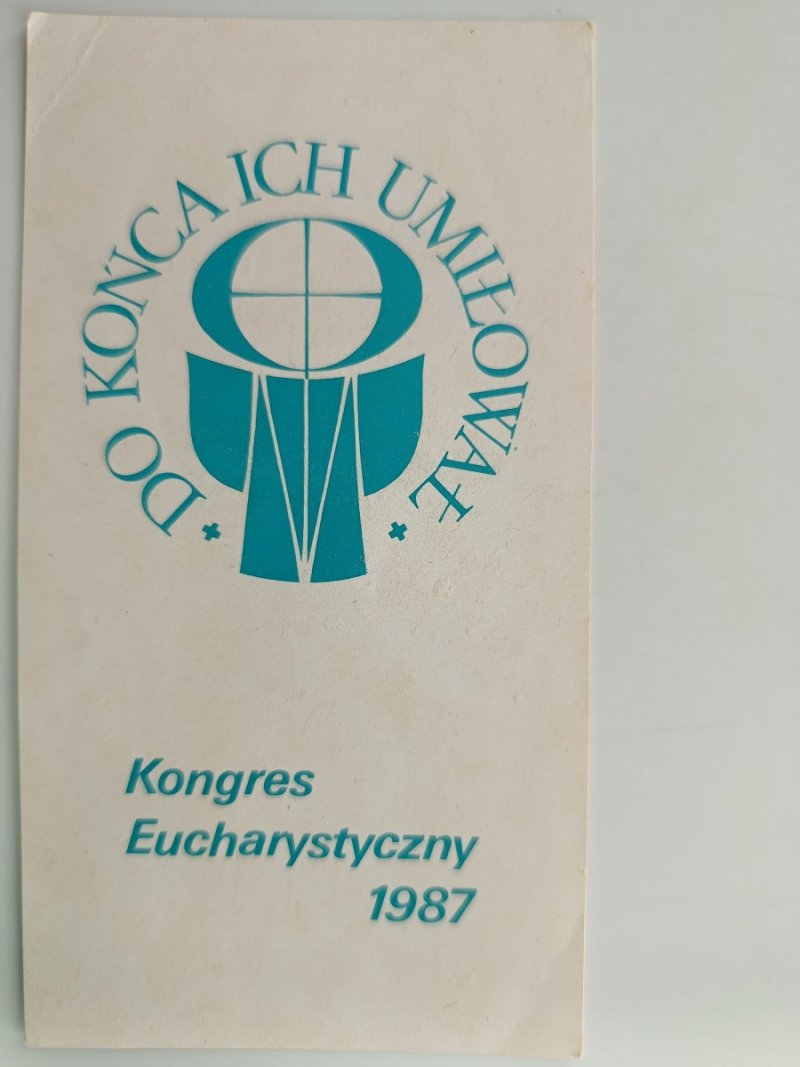 DO KOŃCA ICH UMIŁOWAŁ
Kongres
Eucharystyczny
1987